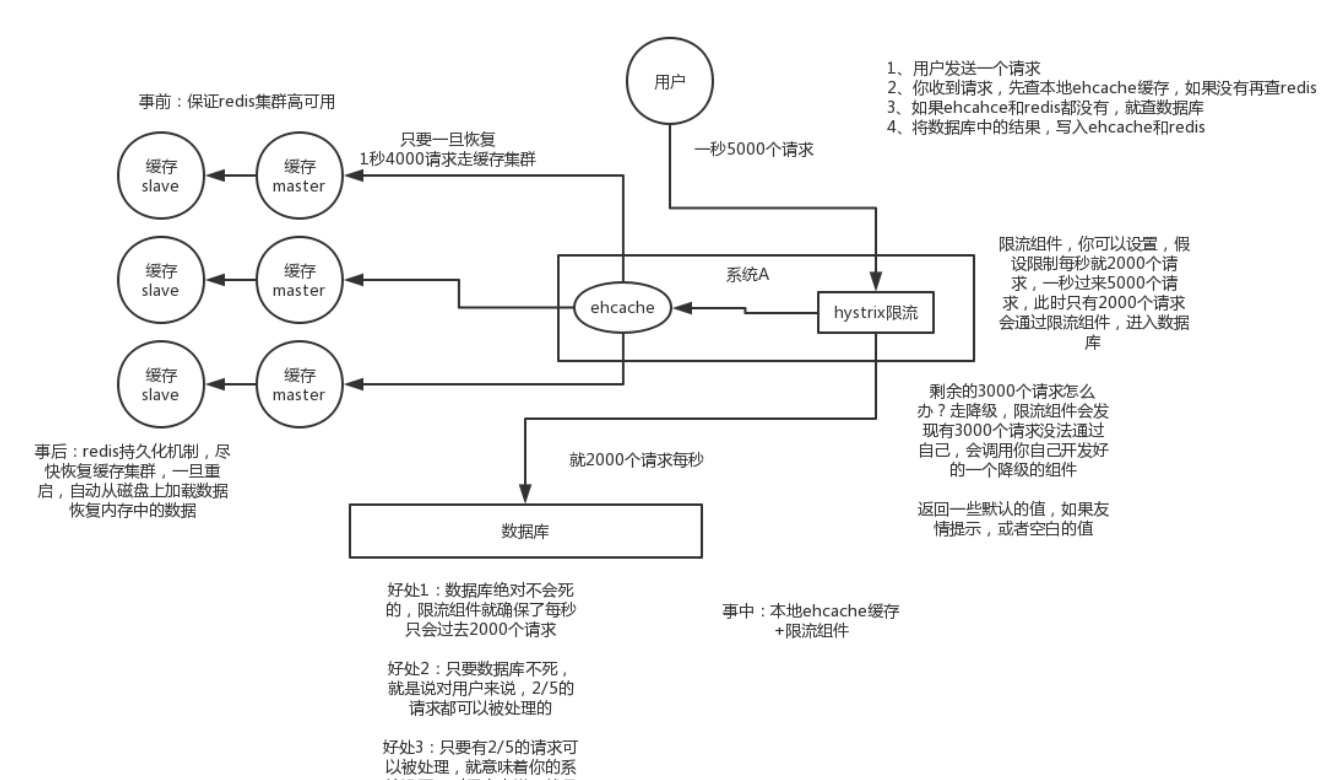 用户
1、用户发送一个请求
2、你收到请求，先查本地ehcache缓存，如果没有再查redis
3、如果ehcahce和redis都没有，就查数据库
4、将数据库中的结果，写入ehcache和redis
事前：保证redis集群高可用
只要一旦恢复
1秒4000请求走缓存集群
一秒5000个请求
缓存
slave
缓存
master
缓存
slave
缓存
master
缓存
slave
缓存
master
系统A
ehcache
hystrix限流
限流组件，你可以设置，假
设限制每秒就2000个请
求，一秒过来5000个请
求，此时只有2000个请求
会通过限流组件，进入数据
库
剩余的3000个请求怎么
办？走降级，限流组件会发
现有3000个请求没法通过
自己，会调用你自己开发好
的一个降级的组件
返回一些默认的值，如果友
情提示，或者空白的值
事后：redis持久化机制，尽
快恢复缓存集群，一旦重
启，自动从磁盘上加载数据
恢复内存中的数据
就2000个请求每秒
数据库
好处1：数据库绝对不会死
的，限流组件就确保了每秒
只会过去2000个请求
好处2：只要数据库不死，
就是说对用户来说，2/5的
请求都可以被处理的
好处3：只要有2/5的请求可
以被处理，就意味着你的系
事中：本地ehcache缓存
+限流组件